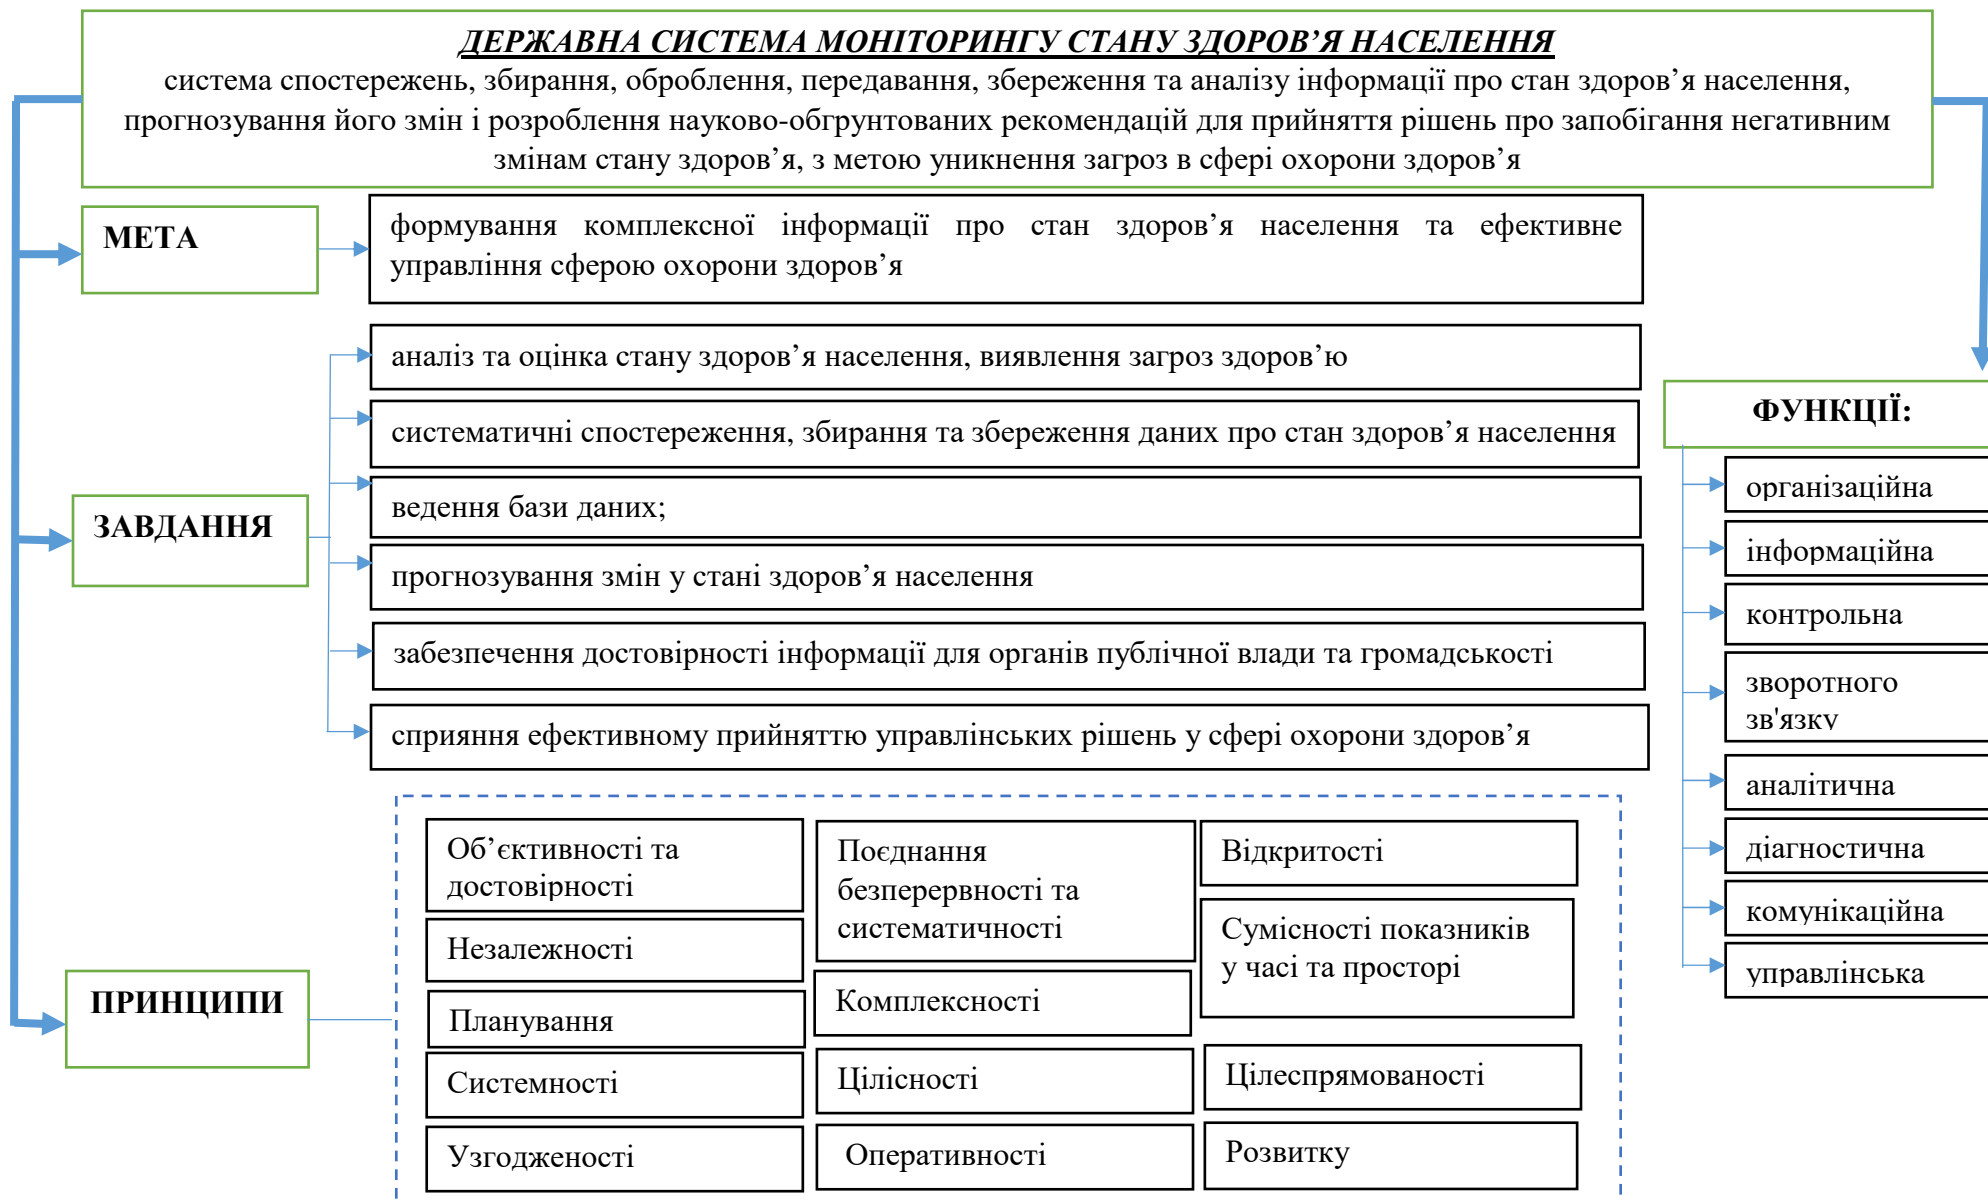 ДЕРЖАВНА СИСТЕМА МОНІТОРИНГУ СТАНУ ЗДОРОВ’Я НАСЕЛЕННЯ
система спостережень, збирання, оброблення, передавання, збереження та аналізу інформації про стан здоров’я населення,
прогнозування його змін і розроблення науково-обгрунтованих рекомендацій для прийняття рішень про запобігання негативним
змінам стану здоров’я, з метою уникнення загроз в сфері охорони здоров’я
МЕТА
формування комплексної інформації про стан здоров’я населення та ефективне
управління сферою охорони здоров’я
ЗАВДАННЯ
аналіз та оцінка стану здоров’я населення, виявлення загроз здоров’ю
систематичні спостереження, збирання та збереження даних про стан здоров’я населення
ведення бази даних;
прогнозування змін у стані здоров’я населення
забезпечення достовірності інформації для органів публічної влади та громадськості
сприяння ефективному прийняттю управлінських рішень у сфері охорони здоров’я
ФУНКЦІЇ:
організаційна
інформаційна
контрольна
зворотного
зв'язку
аналітична
діагностична
комунікаційна
управлінська
ПРИНЦИПИ
Об’єктивності та
достовірності
Незалежності
Планування
Системності
Узгодженості
Поєднання
безперервності та
систематичності
Комплексності
Цілісності
Оперативності
Відкритості
Сумісності показників
у часі та просторі
Цілеспрямованості
Розвитку